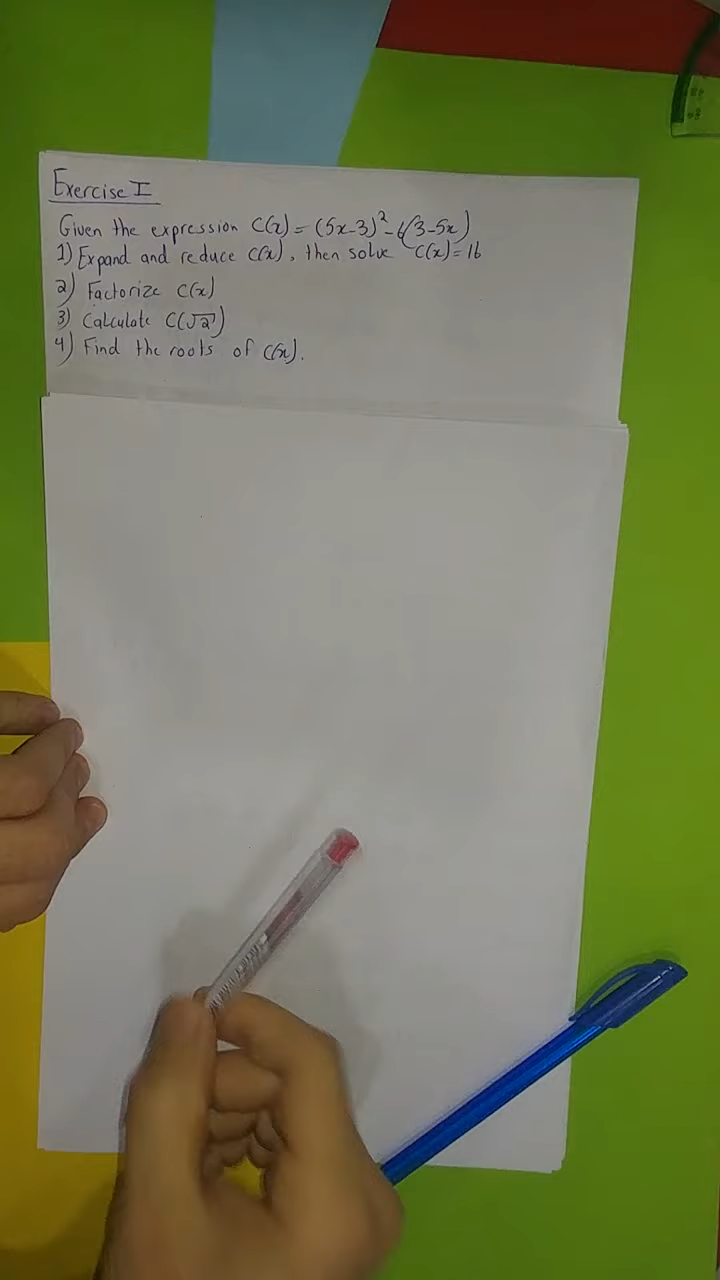 Exercise I
Given the expression C(x) = (5x-3)² - 6(3-5x)
1) Expand and reduce C(x), then solve C(x) = 16
2) Factorize C(x)
3) Calculate C(√2)
4) Find the roots of C(x).